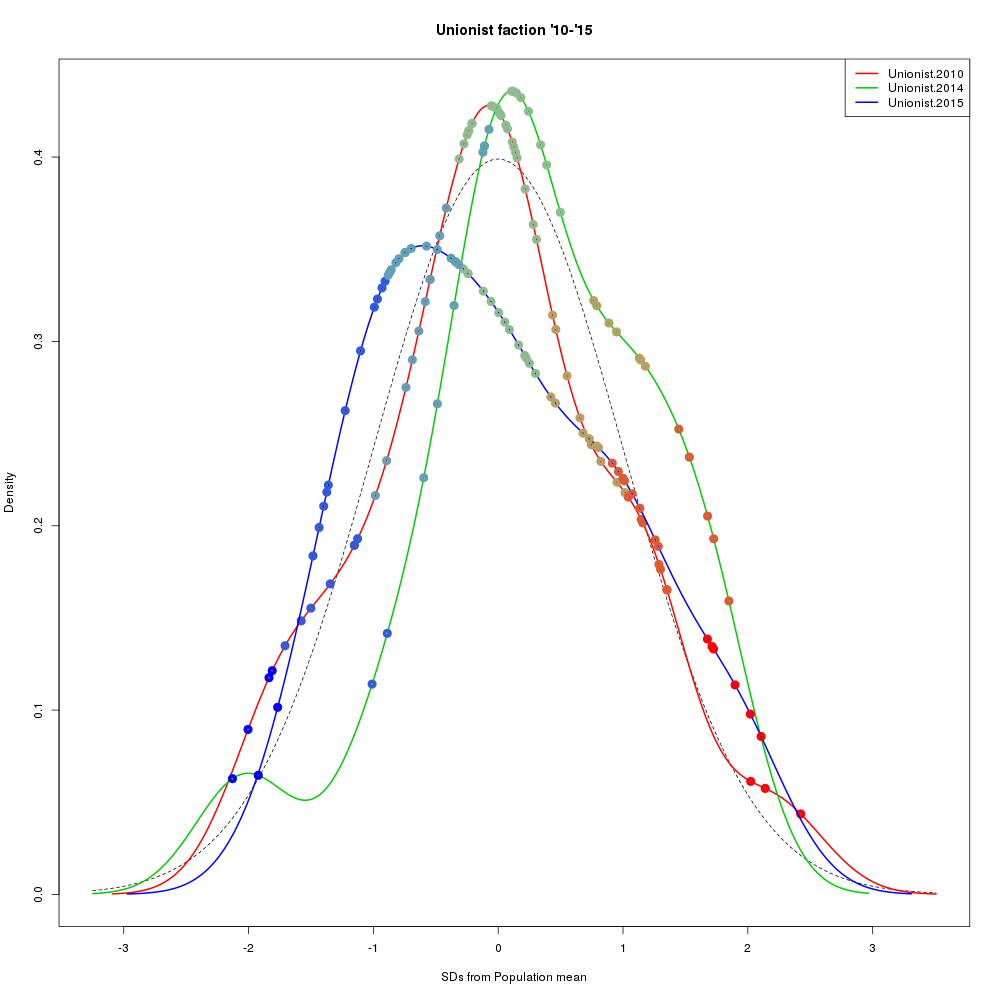 Unionist faction '10-'15
Unionist.2010
Unionist.2014
Unionist.2015
Density
0.4
0.3
0.2
0.1
0.0
-3 -2 -1 0 1 2 3
SDs from Population mean